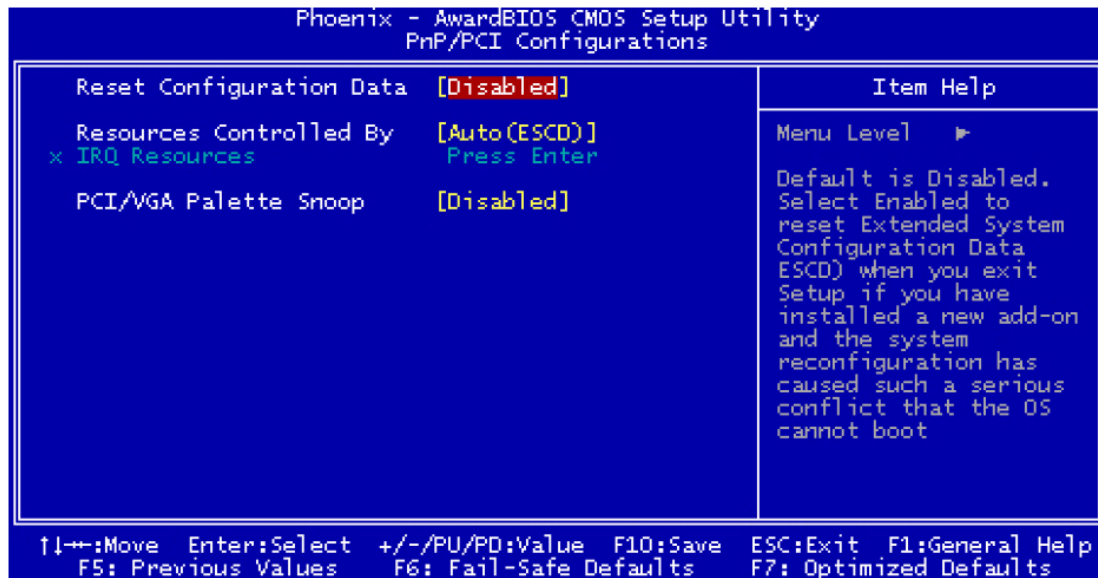 Phoenix - AwardBIOS CMOS Setup Utility
PnP/PCI Configurations
Reset Configuration Data [Disabled]
Resources Controlled By [Auto(ESCD)]
x IRQ Resources Press Enter
PCI/VGA Palette Snoop [Disabled]
Item Help
Menu Level ►
Default is Disabled.
Select Enabled to
reset Extended System
Configuration Data
ESCD) when you exit
Setup if you have
installed a new add-on
and the system
reconfiguration has
caused such a serious
conflict that the OS
cannot boot
↑↓→←:Move Enter:Select +/-/PU/PD:Value F10:Save ESC:Exit F1:General Help
F5: Previous Values F6: Fail-Safe Defaults F7: Optimized Defaults